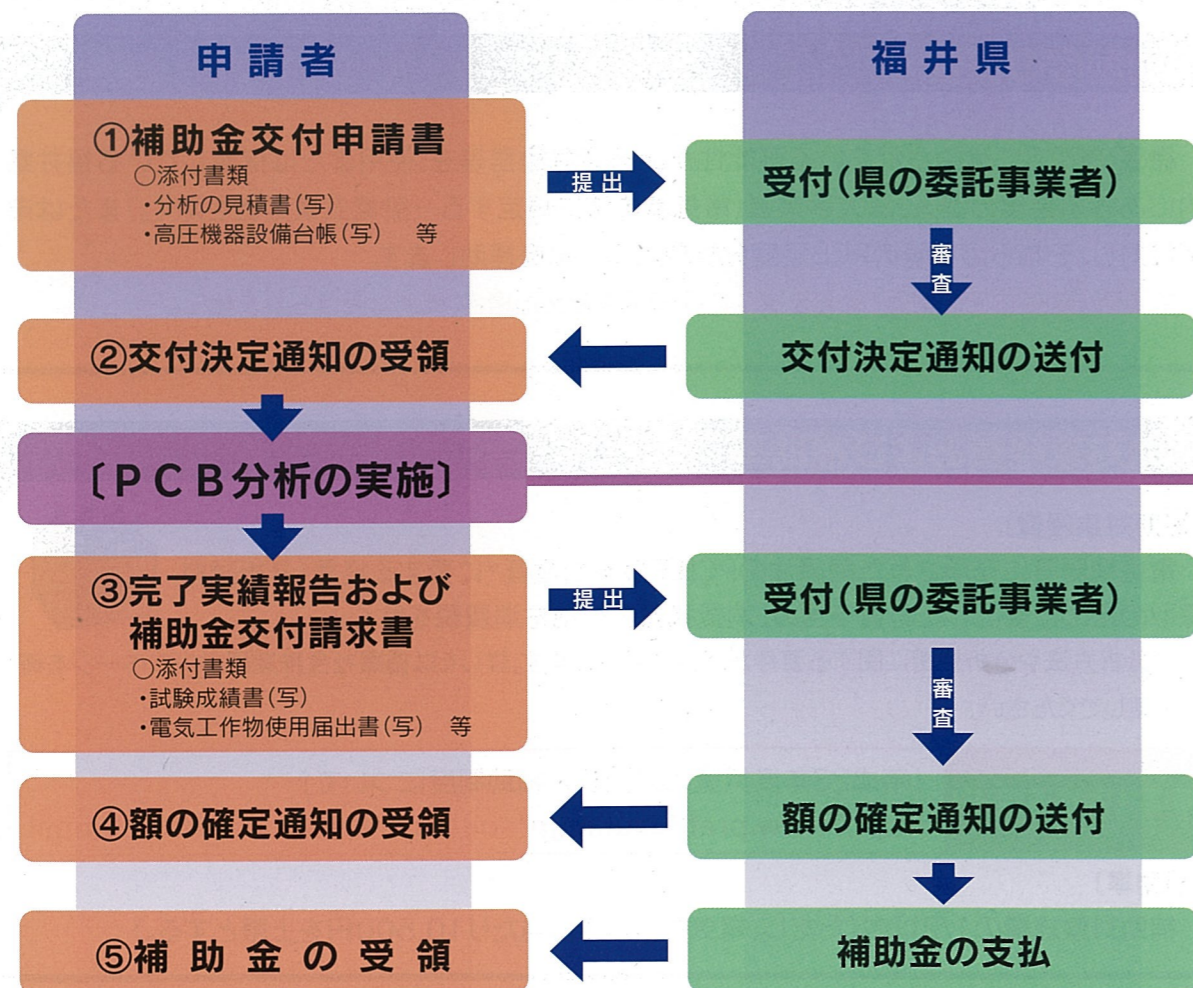 申請者
福井県
①補助金交付申請書
○添付書類
・分析の見積書(写)
・高圧機器設備台帳(写) 等
提出
受付(県の委託事業者)
審査
②交付決定通知の受領
交付決定通知の送付
〔PCB分析の実施〕
③完了実績報告および
補助金交付請求書
○添付書類
・試験成績書(写)
・電気工作物使用届出書(写) 等
提出
受付(県の委託事業者)
審査
④額の確定通知の受領
額の確定通知の送付
⑤補助金の受領
補助金の支払